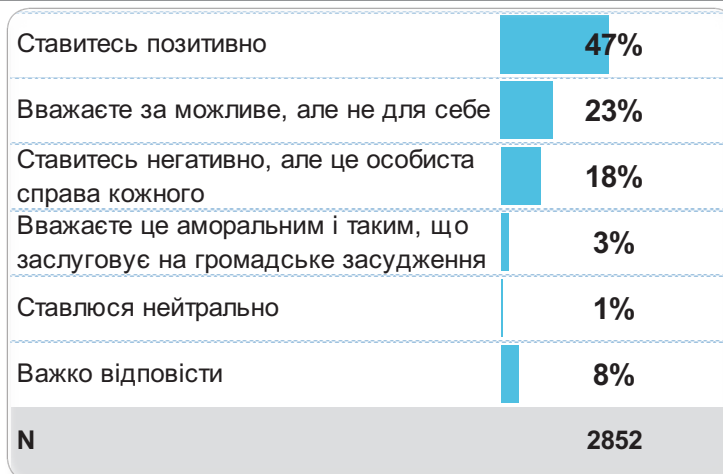 Ставитесь позитивно 47%
Вважаєте за можливе, але не для себе 23%
Ставитесь негативно, але це особиста
справа кожного 18%
Вважаєте це аморальним і таким, що
заслуговує на громадське засудження 3%
Ставлюся нейтрально 1%
Важко відповісти 8%
N 2852